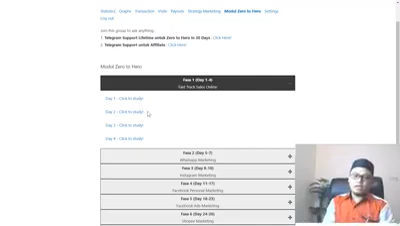 Statistics Graphs Transaction Visits Payouts Strategy Marketing Modul Zero to Hero Settings
Log out
Join this group to ask anything:
1. Telegram Support Lifetime untuk Zero to Hero in 30 Days - Click Here!
2. Telegram Support untuk Affiliate - Click Here!
Modul Zero to Hero
Fasa 1 (Day 1-4)
Fast Track Sales Online
Day 1 - Click to study!
Day 2 - Click to study!
Day 3 - Click to study!
Day 4 - Click to study!
Fasa 2 (Day 5-7)
Whatsapp Marketing
Fasa 3 (Day 8-10)
Instagram Marketing
Fasa 4 (Day 11-17)
Facebook Personal Marketing
Fasa 5 (Day 18-23)
Facebook Ads Marketing
Fasa 6 (Day 24-26)
Marketing